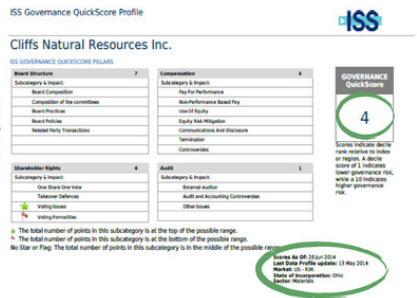 ISS Governance QuickScore Profile
ISS
Cliffs Natural Resources Inc.
ISS GOVERNANCE QUICKSCORE PILLARS
Board Structure 7
Subcategory & Impact:
Board Composition
Composition of the committees
Board Practices
Board Policies
Related Party Transactions
Compensation 6
Subcategory & Impact:
Pay For Performance
Non-Performance Based Pay
Use Of Equity
Equity Risk Mitigation
Communications And Disclosure
Termination
Controversies
GOVERNANCE
QuickScore
4
Scores indicate decile
rank relative to index
or region. A decile
score of 1 indicates
lower governance risk,
while a 10 indicates
higher governance
risk.
Shareholder Rights 4
Subcategory & Impact:
One Share One Vote
Takeover Defences
Voting Issues
Voting Formalities
Audit 1
Subcategory & Impact:
External Auditor
Audit and Accounting Controversies
Other Issues
The total number of points in this subcategory is at the top of the possible range.
The total number of points in this subcategory is at the bottom of the possible range.
No Star or Flag: The total number of points in this subcategory is in the middle of the possible range
Scores As Of: 20 Jun 2014
Last Data Profile update: 13 May 2014
Market: US - R3K
State of Incorporation: Ohio
Sector: Materials